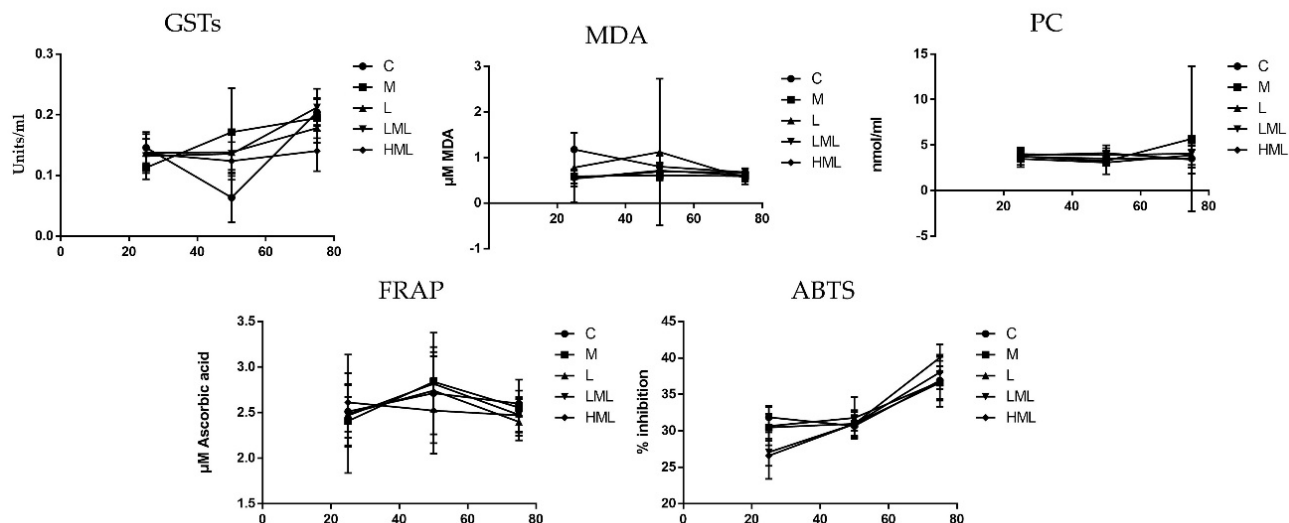 GSTs
Units/ml
0.3
0.2
0.1
0.0
0 20 40 60 80
C
M
L
LML
HML
MDA
µM MDA
3
2
1
0
-1
20 40 60 80
C
M
L
LML
HML
PC
nmol/ml
15
10
5
0
-5
20 40 60 80
C
M
L
LML
HML
FRAP
µM Ascorbic acid
3.5
3.0
2.5
2.0
1.5
0 20 40 60 80
C
M
L
LML
HML
ABTS
% inhibition
45
40
35
30
25
20
0 20 40 60 80
C
M
L
LML
HML